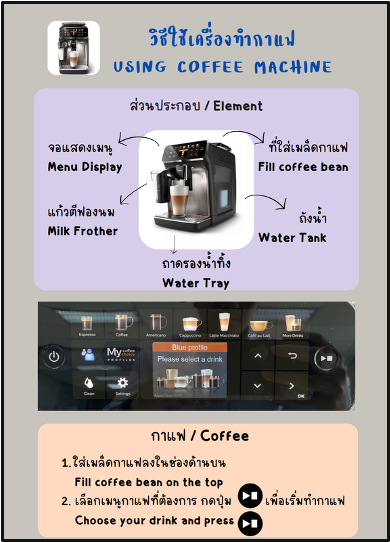 วิธีใช้เครื่องทำกาแฟ
USING COFFEE MACHINE
ส่วนประกอบ / Element
จอแสดงเมนู
Menu Display
ที่ใส่เมล็ดกาแฟ
Fill coffee bean
แก้วตีฟองนม
Milk Frother
ถังน้ำ
Water Tank
ถาดรองน้ำทิ้ง
Water Tray
Espresso Coffee Americano Cappuccino Latte Macchiato Café au Lait More Drinks
My coffee choice
PROFILES
Blue profile
Please select a drink
Clean Settings
OK
กาแฟ / Coffee
1. ใส่เมล็ดกาแฟลงในช่องด้านบน
Fill coffee bean on the top
2. เลือกเมนูกาแฟที่ต้องการ กดปุ่ม เพื่อเริ่มทำกาแฟ
Choose your drink and press